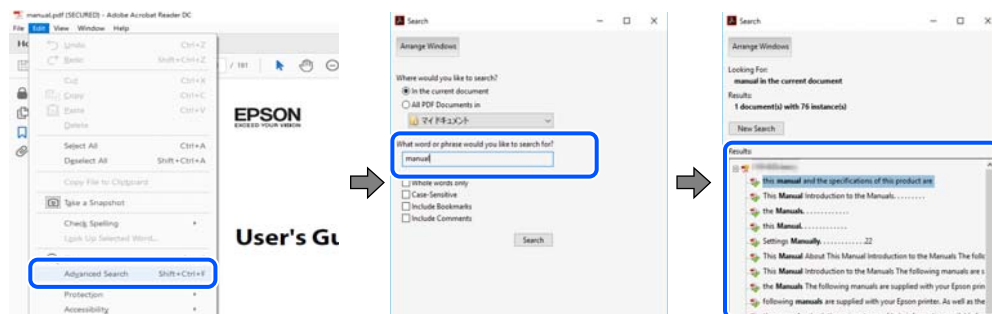 manual.pdf (SECURED) - Adobe Acrobat Reader DC
File Edit View Window Help
Undo Ctrl+Z
Redo Shift+Ctrl+Z
Cut Ctrl+X
Copy Ctrl+C
Paste Ctrl+V
Delete
Select All Ctrl+A
Deselect All Shift+Ctrl+A
Copy File to Clipboard
Take a Snapshot
Check Spelling
Look Up Selected Word...
Advanced Search Shift+Ctrl+F
Protection
Accessibility
/ 181
EPSON
EXCEED YOUR VISION
User's Gu
Search
Arrange Windows
Where would you like to search?
In the current document
All PDF Documents in
マイ ドキュメント
What word or phrase would you like to search for?
manual
Whole words only
Case-Sensitive
Include Bookmarks
Include Comments
Search
Search
Arrange Windows
Looking For:
manual in the current document
Results:
1 document(s) with 76 instance(s)
New Search
Results:
this manual and the specifications of this product are
This Manual Introduction to the Manuals.........
the Manuals.............
this Manual.............
Settings Manually.............22
This Manual About This Manual Introduction to the Manuals The follo
This Manual Introduction to the Manuals The following manuals are s
the Manuals The following manuals are supplied with your Epson prin
following manuals are supplied with your Epson printer. As well as the